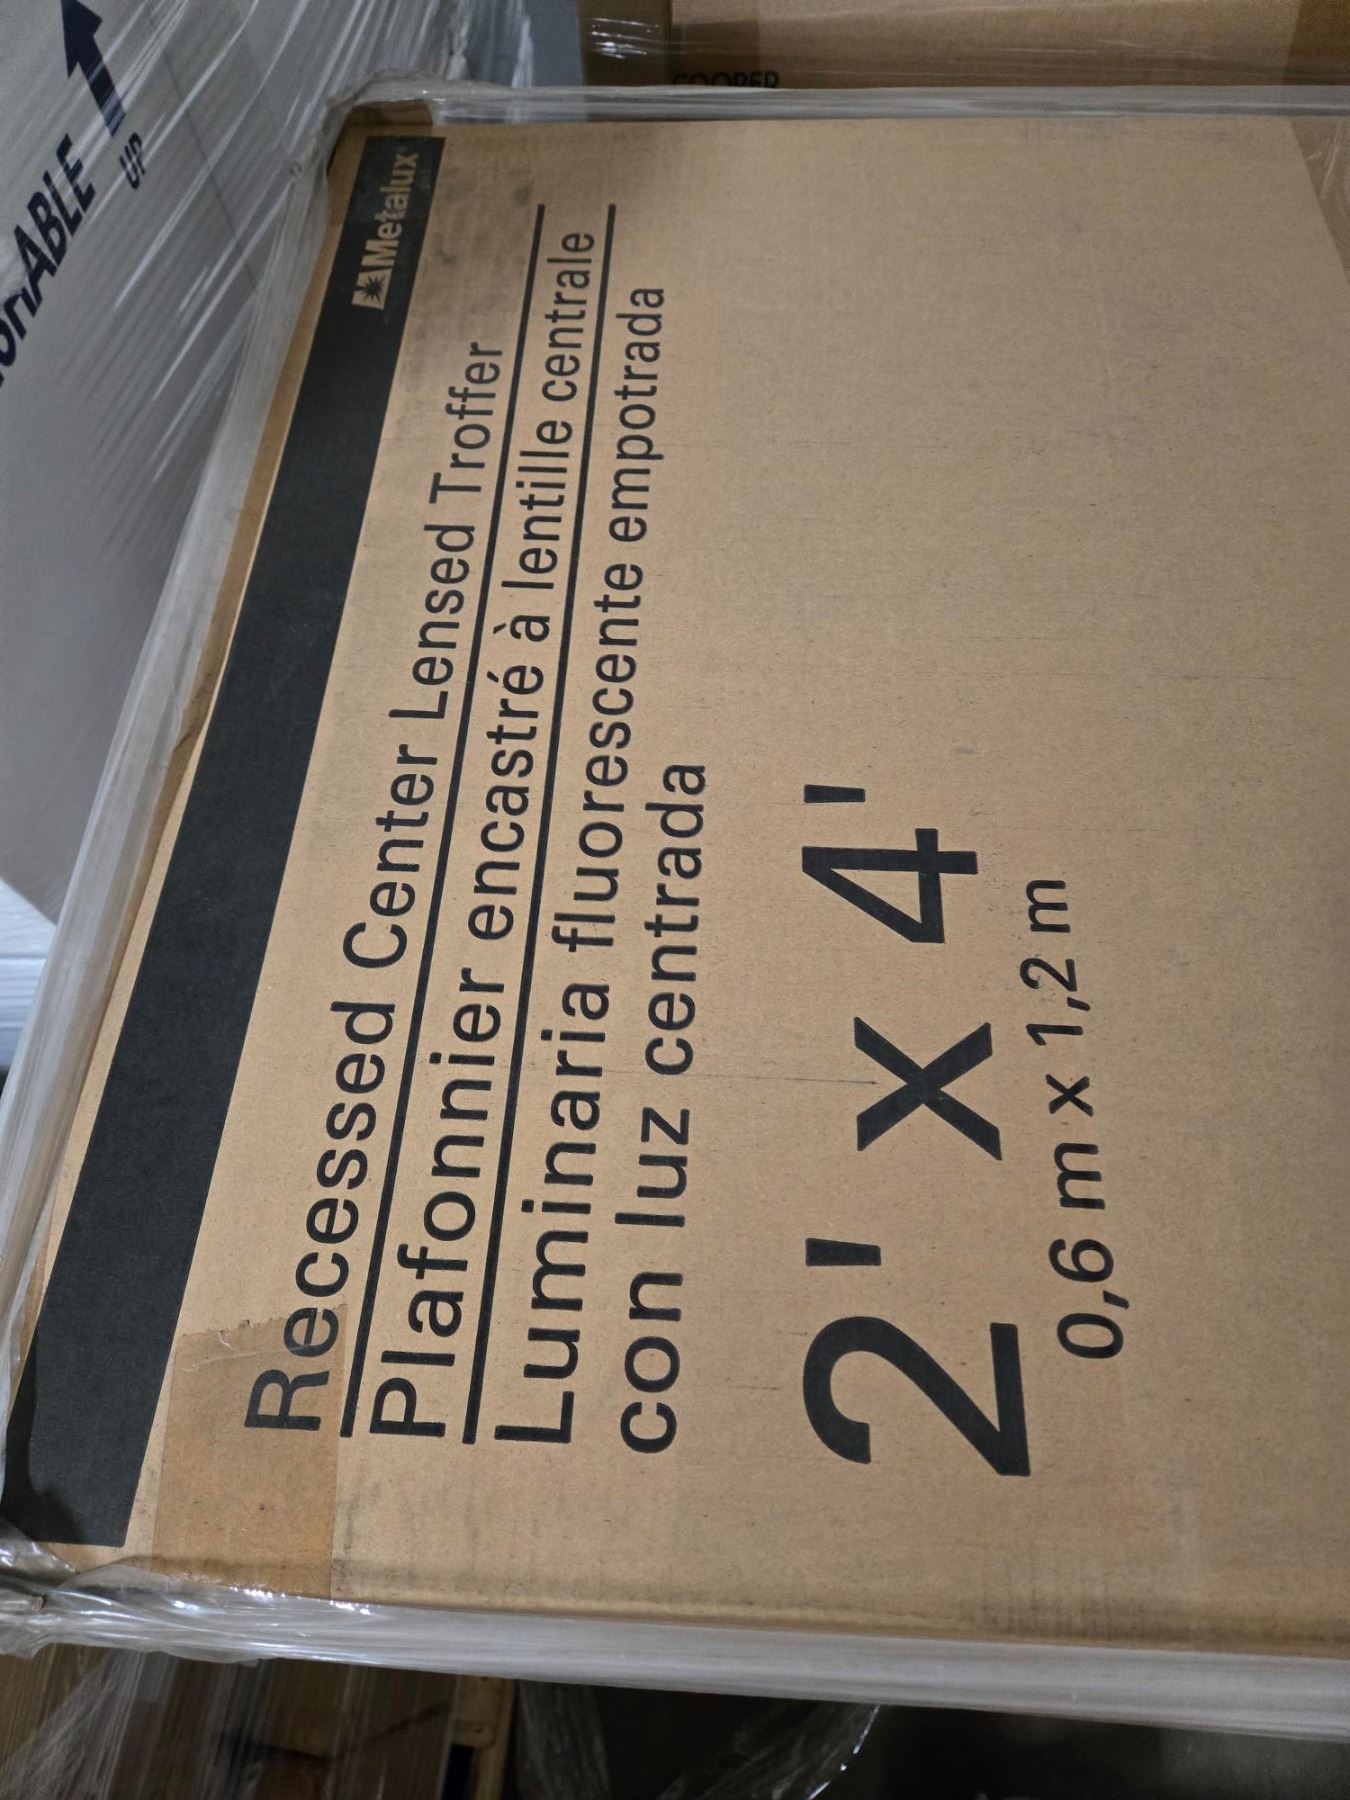 UP
COOPER
Metalux
Recessed Center Lensed Troffer
Plafonnier encastré à lentille centrale
Luminaria fluorescente empotrada
con luz centrada
2' x 4'
0,6 m x 1,2 m